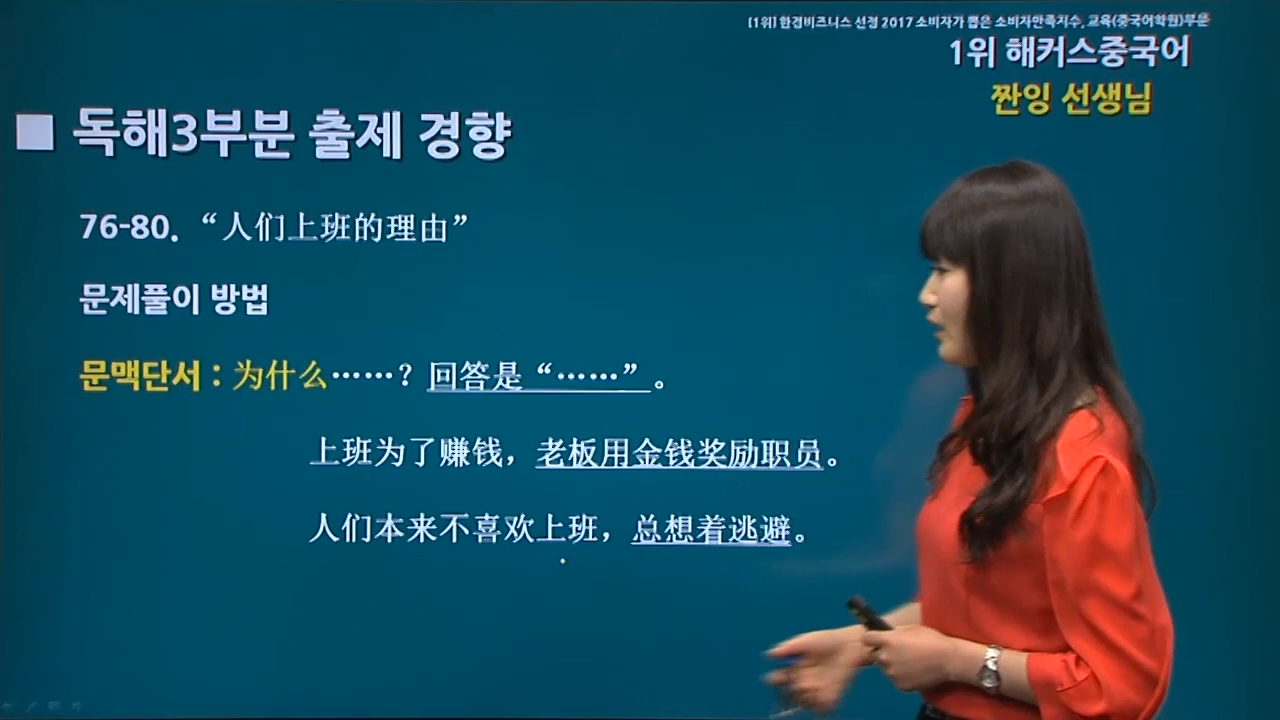 [1위] 한경비즈니스 선정 2017 소비자가 뽑은 소비자만족지수, 교육(중국어학원)부문
1위 해커스중국어
짠잉 선생님
■ 독해3부분 출제 경향
76-80. “人们上班的理由”
문제풀이 방법
문맥단서 : 为什么……？回答是“……”。
上班为了赚钱，老板用金钱奖励职员。
人们本来不喜欢上班，总想着逃避。